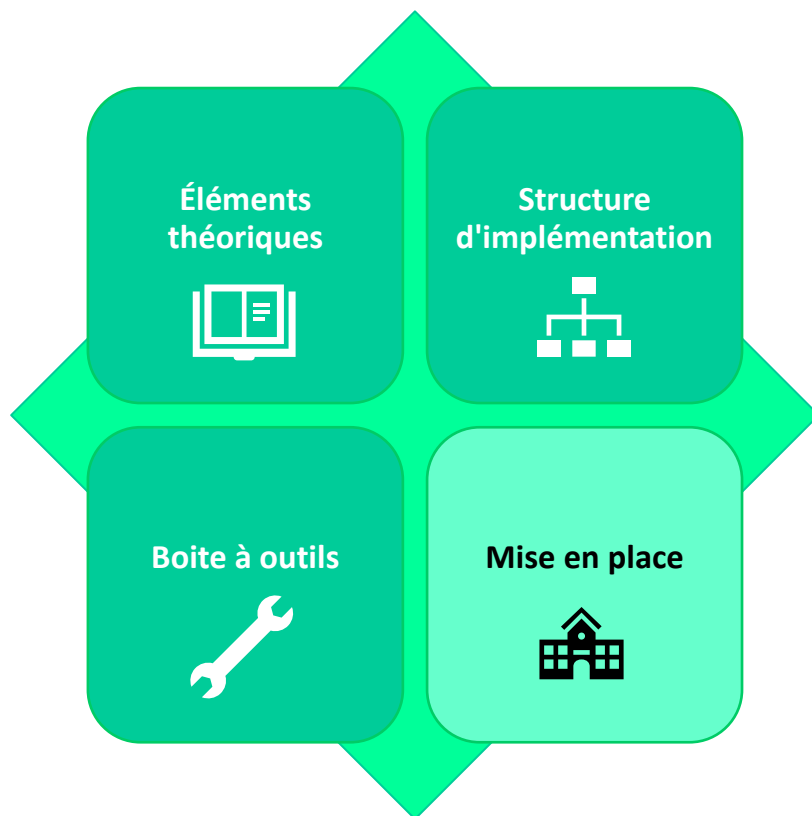 Éléments
théoriques
Structure
d'implémentation
Boite à outils
Mise en place